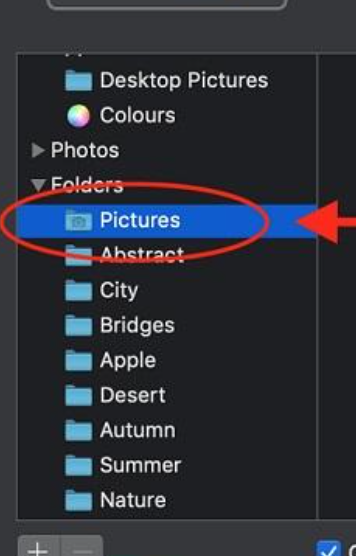 Desktop Pictures
Colours
Photos
Folders
Pictures
Abstract
City
Bridges
Apple
Desert
Autumn
Summer
Nature